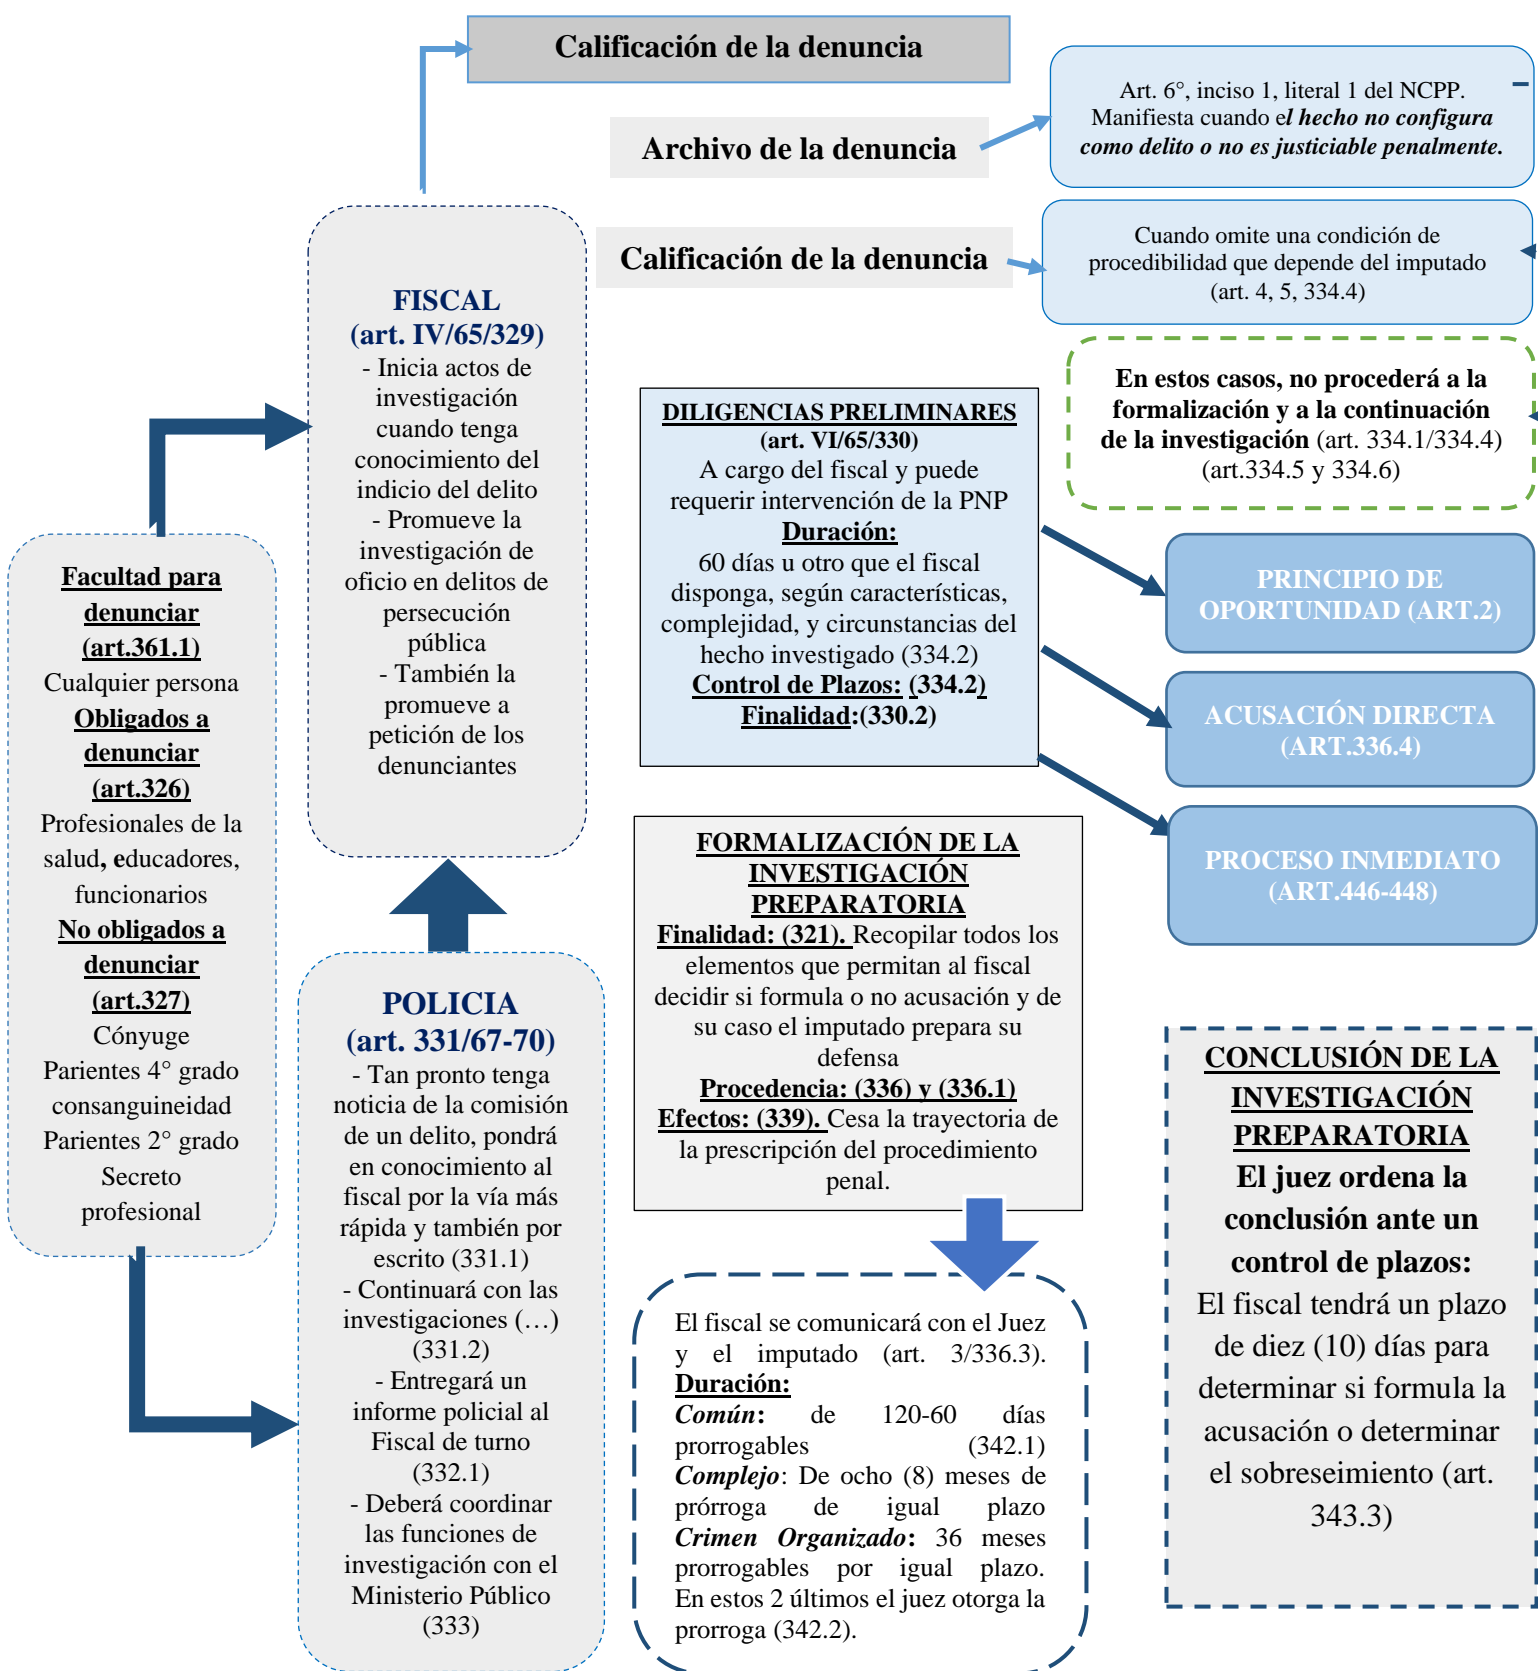 Calificación de la denuncia
Archivo de la denuncia
Art. 6°, inciso 1, literal 1 del NCPP.
Manifiesta cuando el hecho no configura
como delito o no es justiciable penalmente.
Calificación de la denuncia
Cuando omite una condición de
procedibilidad que depende del imputado
(art. 4, 5, 334.4)
En estos casos, no procederá a la
formalización y a la continuación
de la investigación (art. 334.1/334.4)
(art.334.5 y 334.6)
Facultad para
denunciar
(art.361.1)
Cualquier persona
Obligados a
denunciar
(art.326)
Profesionales de la
salud, educadores,
funcionarios
No obligados a
denunciar
(art.327)
Cónyuge
Parientes 4° grado
consanguineidad
Parientes 2° grado
Secreto
profesional
FISCAL
(art. IV/65/329)
- Inicia actos de
investigación
cuando tenga
conocimiento del
indicio del delito
- Promueve la
investigación de
oficio en delitos de
persecución
pública
- También la
promueve a
petición de los
denunciantes
POLICIA
(art. 331/67-70)
- Tan pronto tenga
noticia de la comisión
de un delito, pondrá
en conocimiento al
fiscal por la vía más
rápida y también por
escrito (331.1)
- Continuará con las
investigaciones (…)
(331.2)
- Entregará un
informe policial al
Fiscal de turno
(332.1)
- Deberá coordinar
las funciones de
investigación con el
Ministerio Público
(333)
DILIGENCIAS PRELIMINARES
(art. VI/65/330)
A cargo del fiscal y puede
requerir intervención de la PNP
Duración:
60 días u otro que el fiscal
disponga, según características,
complejidad, y circunstancias del
hecho investigado (334.2)
Control de Plazos: (334.2)
Finalidad:(330.2)
PRINCIPIO DE
OPORTUNIDAD (ART.2)
ACUSACIÓN DIRECTA
(ART.336.4)
PROCESO INMEDIATO
(ART.446-448)
FORMALIZACIÓN DE LA
INVESTIGACIÓN
PREPARATORIA
Finalidad: (321). Recopilar todos los
elementos que permitan al fiscal
decidir si formula o no acusación y de
su caso el imputado prepara su
defensa
Procedencia: (336) y (336.1)
Efectos: (339). Cesa la trayectoria de
la prescripción del procedimiento
penal.
El fiscal se comunicará con el Juez
y el imputado (art. 3/336.3).
Duración:
Común: de 120-60 días
prorrogables (342.1)
Complejo: De ocho (8) meses de
prórroga de igual plazo
Crimen Organizado: 36 meses
prorrogables por igual plazo.
En estos 2 últimos el juez otorga la
prorroga (342.2).
CONCLUSIÓN DE LA
INVESTIGACIÓN
PREPARATORIA
El juez ordena la
conclusión ante un
control de plazos:
El fiscal tendrá un plazo
de diez (10) días para
determinar si formula la
acusación o determinar
el sobreseimiento (art.
343.3)